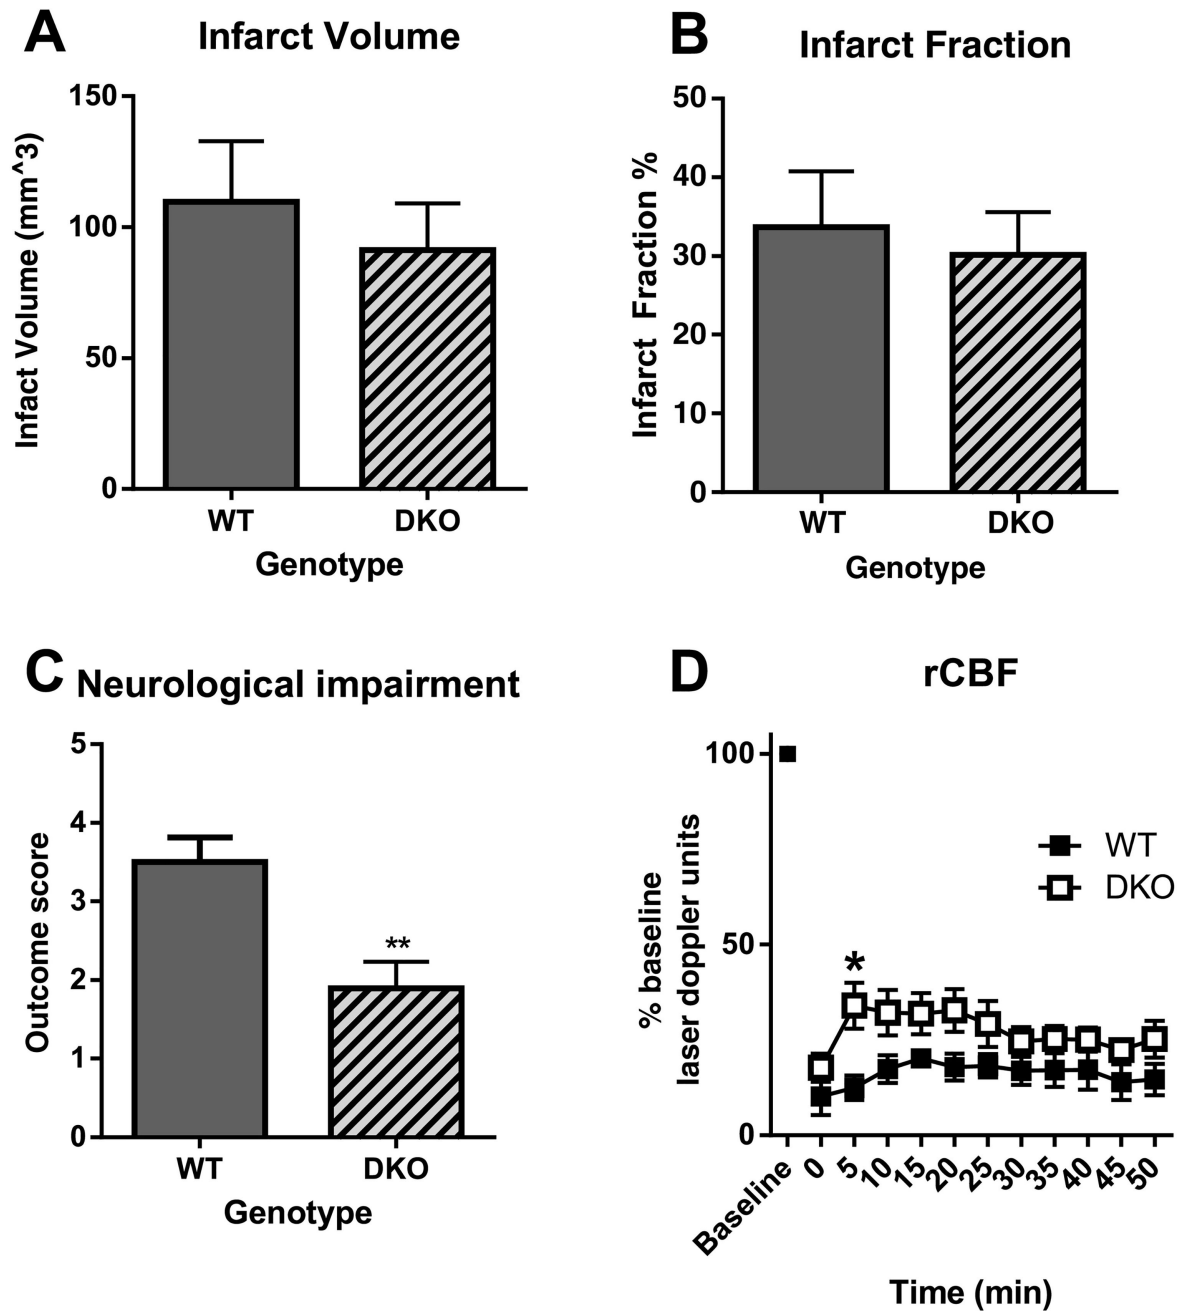 A
Infarct Volume
Infact Volume (mm^3)
150
100
50
0
WT DKO
Genotype
B
Infarct Fraction
Infarct Fraction %
50
40
30
20
10
0
WT DKO
Genotype
C
Neurological impairment
Outcome score
5
4
3
2
1
0
**
WT DKO
Genotype
D
rCBF
% baseline
laser doppler units
100
50
0
*
WT
DKO
Baseline 0 5 10 15 20 25 30 35 40 45 50
Time (min)